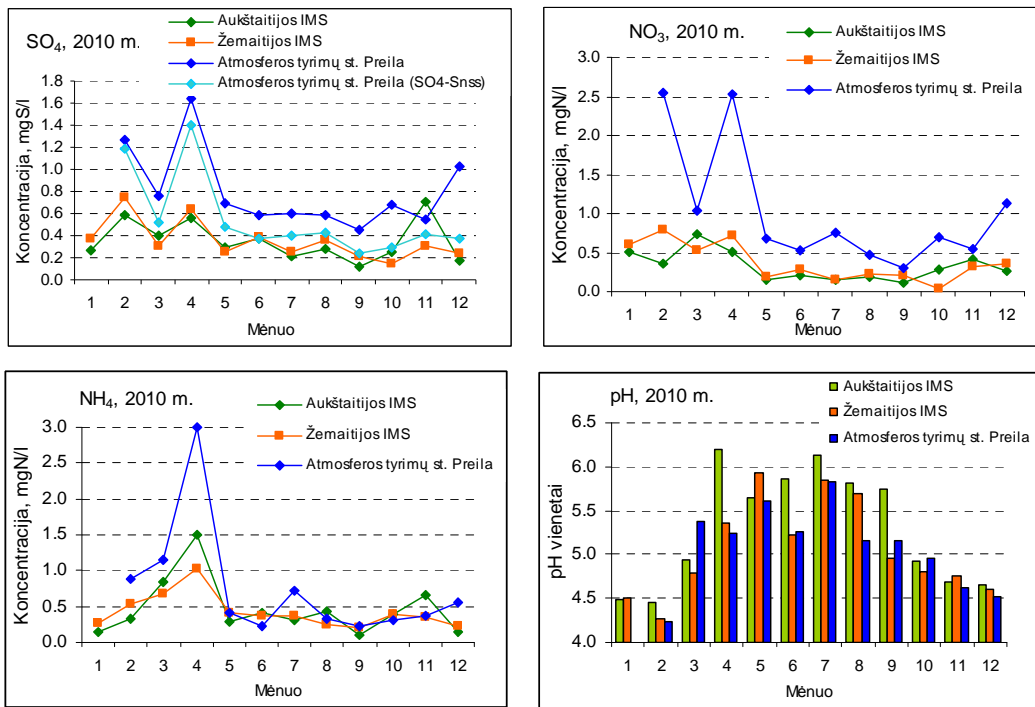 SO4, 2010 m.
Aukštaitijos IMS
Žemaitijos IMS
Atmosferos tyrimų st. Preila
Atmosferos tyrimų st. Preila (SO4-Snss)
Koncentracija, mgS/l
1.8
1.6
1.4
1.2
1.0
0.8
0.6
0.4
0.2
0.0
1 2 3 4 5 6 7 8 9 10 11 12
Mėnuo
NO3, 2010 m.
Aukštaitijos IMS
Žemaitijos IMS
Atmosferos tyrimų st. Preila
Koncentracija, mgN/l
3.0
2.5
2.0
1.5
1.0
0.5
0.0
1 2 3 4 5 6 7 8 9 10 11 12
Mėnuo
NH4, 2010 m.
Aukštaitijos IMS
Žemaitijos IMS
Atmosferos tyrimų st. Preila
Koncentracija, mgN/l
3.0
2.5
2.0
1.5
1.0
0.5
0.0
1 2 3 4 5 6 7 8 9 10 11 12
Mėnuo
pH, 2010 m.
Aukštaitijos IMS
Žemaitijos IMS
Atmosferos tyrimų st. Preila
pH vienetai
6.5
6.0
5.5
5.0
4.5
4.0
1 2 3 4 5 6 7 8 9 10 11 12
Mėnuo